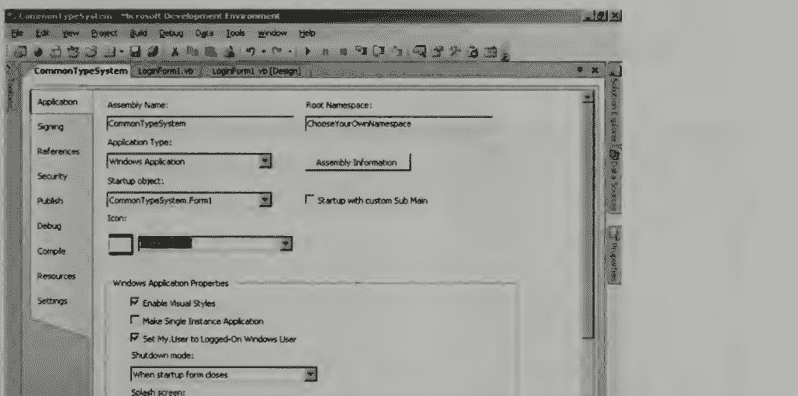 CommonTypeSystem - Microsoft Development Environment
File Edit View Project Build Debug Data Tools Window Help
CommonTypeSystem LoginForm1.vb LoginForm1.vb [Design]
Application
Signing
References
Security
Publish
Debug
Compile
Resources
Settings
Assembly Name: Root Namespace:
CommonTypeSystem ChooseYourOwnNamespace
Application Type:
Windows Application Assembly Information
Startup object:
CommonTypeSystem.Form1 Startup with custom Sub Main
Icon:
Windows Application Properties
Enable Visual Styles
Make Single Instance Application
Set My.User to Logged-On Windows User
Shutdown mode:
When startup form closes
Splash screen:
Solution Explorer
Data Sources
Properties